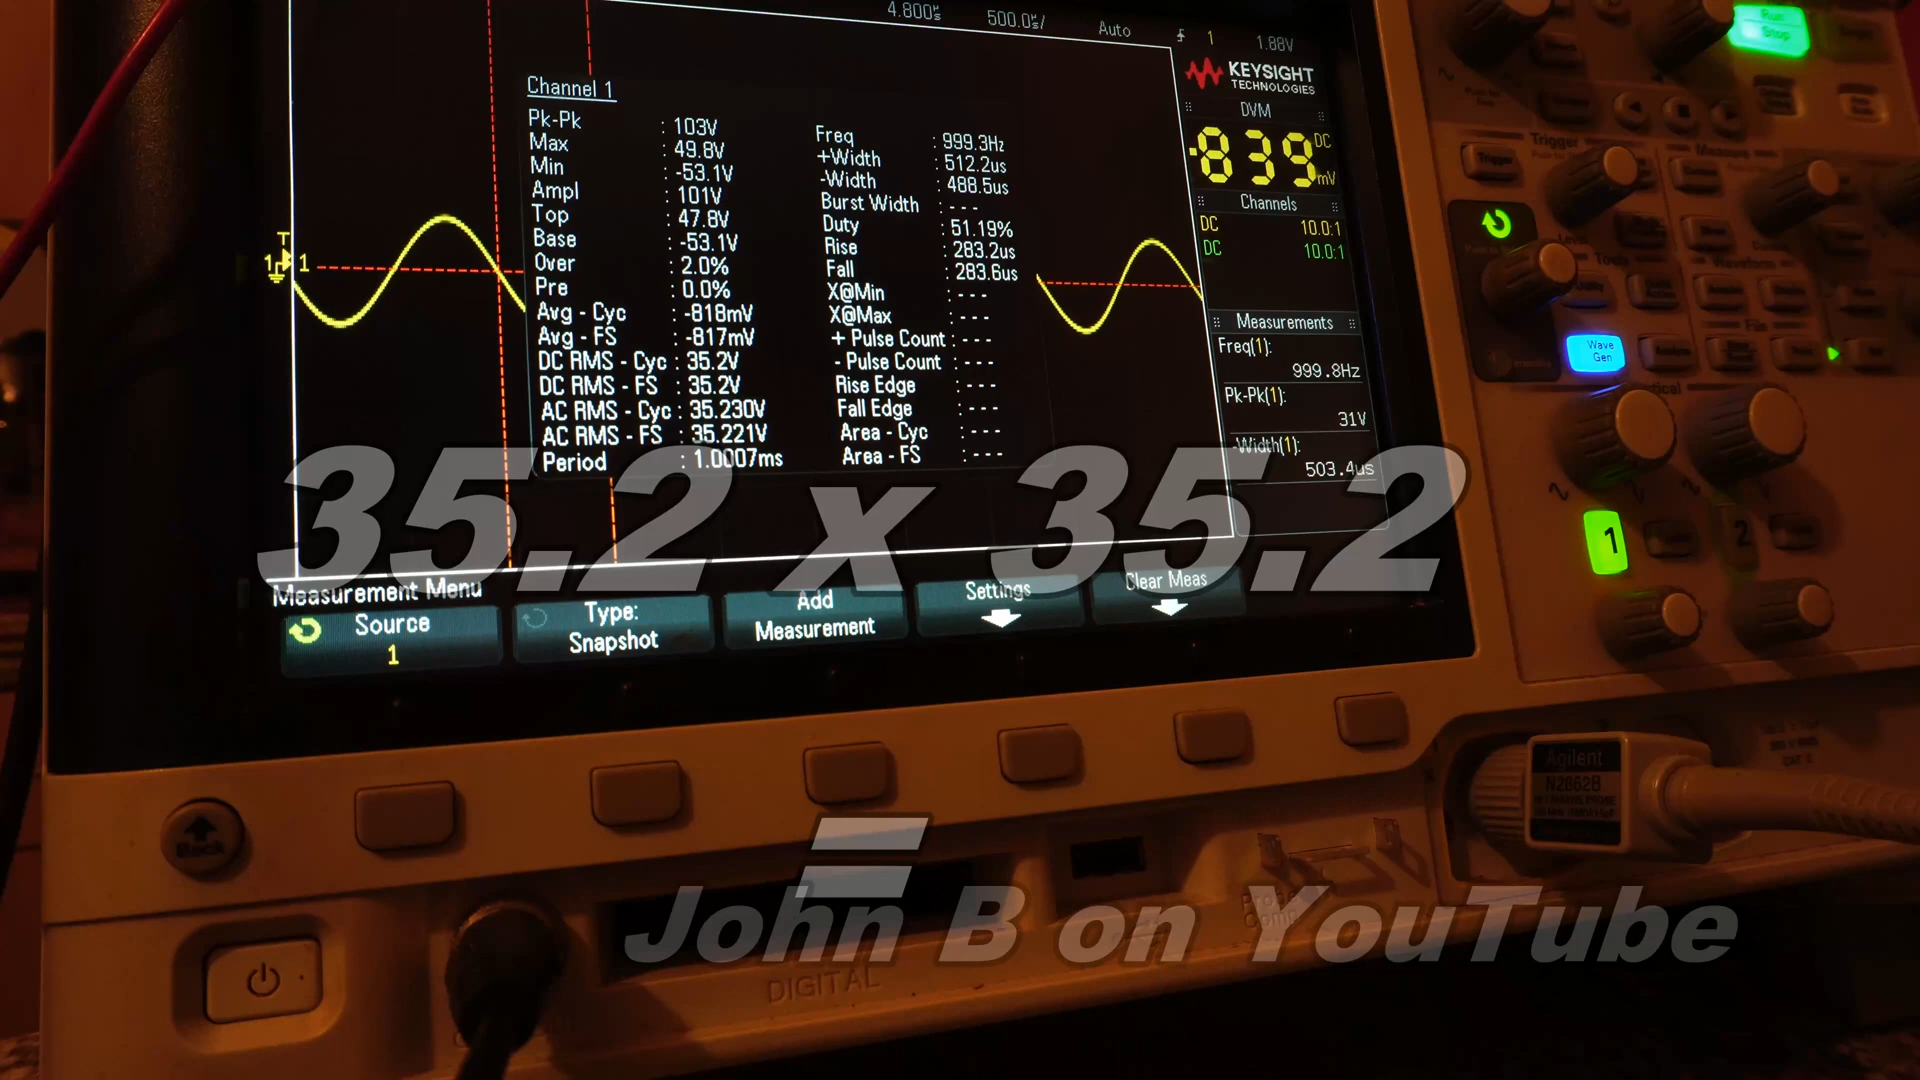 4.800s
500.0s/
Auto
1
1.88V
KEYSIGHT
TECHNOLOGIES
DVM
-839 DC
mV
Channels
DC 10.0:1
DC 10.0:1
Measurements
Freq(1):
999.8Hz
Pk-Pk(1):
31V
-Width(1):
503.4us
Channel 1
Pk-Pk : 103V
Max : 49.8V
Min : -53.1V
Ampl : 101V
Top : 47.8V
Base : -53.1V
Over : 2.0%
Pre : 0.0%
Avg - Cyc : -818mV
Avg - FS : -817mV
DC RMS - Cyc : 35.2V
DC RMS - FS : 35.2V
AC RMS - Cyc : 35.230V
AC RMS - FS : 35.221V
Period : 1.0007ms
Freq : 999.3Hz
+Width : 512.2us
-Width : 488.5us
Burst Width : ---
Duty : 51.19%
Rise : 283.2us
Fall : 283.6us
X@Min : ---
X@Max : ---
+ Pulse Count : ---
- Pulse Count : ---
Rise Edge : ---
Fall Edge : ---
Area - Cyc : ---
Area - FS : ---
T
1
35.2 x 35.2
=
Measurement Menu
Source
1
Type:
Snapshot
Add
Measurement
Settings
Clear Meas
Run
Stop
Trigger
Wave
Gen
1
2
Back
Agilent
N2862B
DIGITAL
John B on YouTube